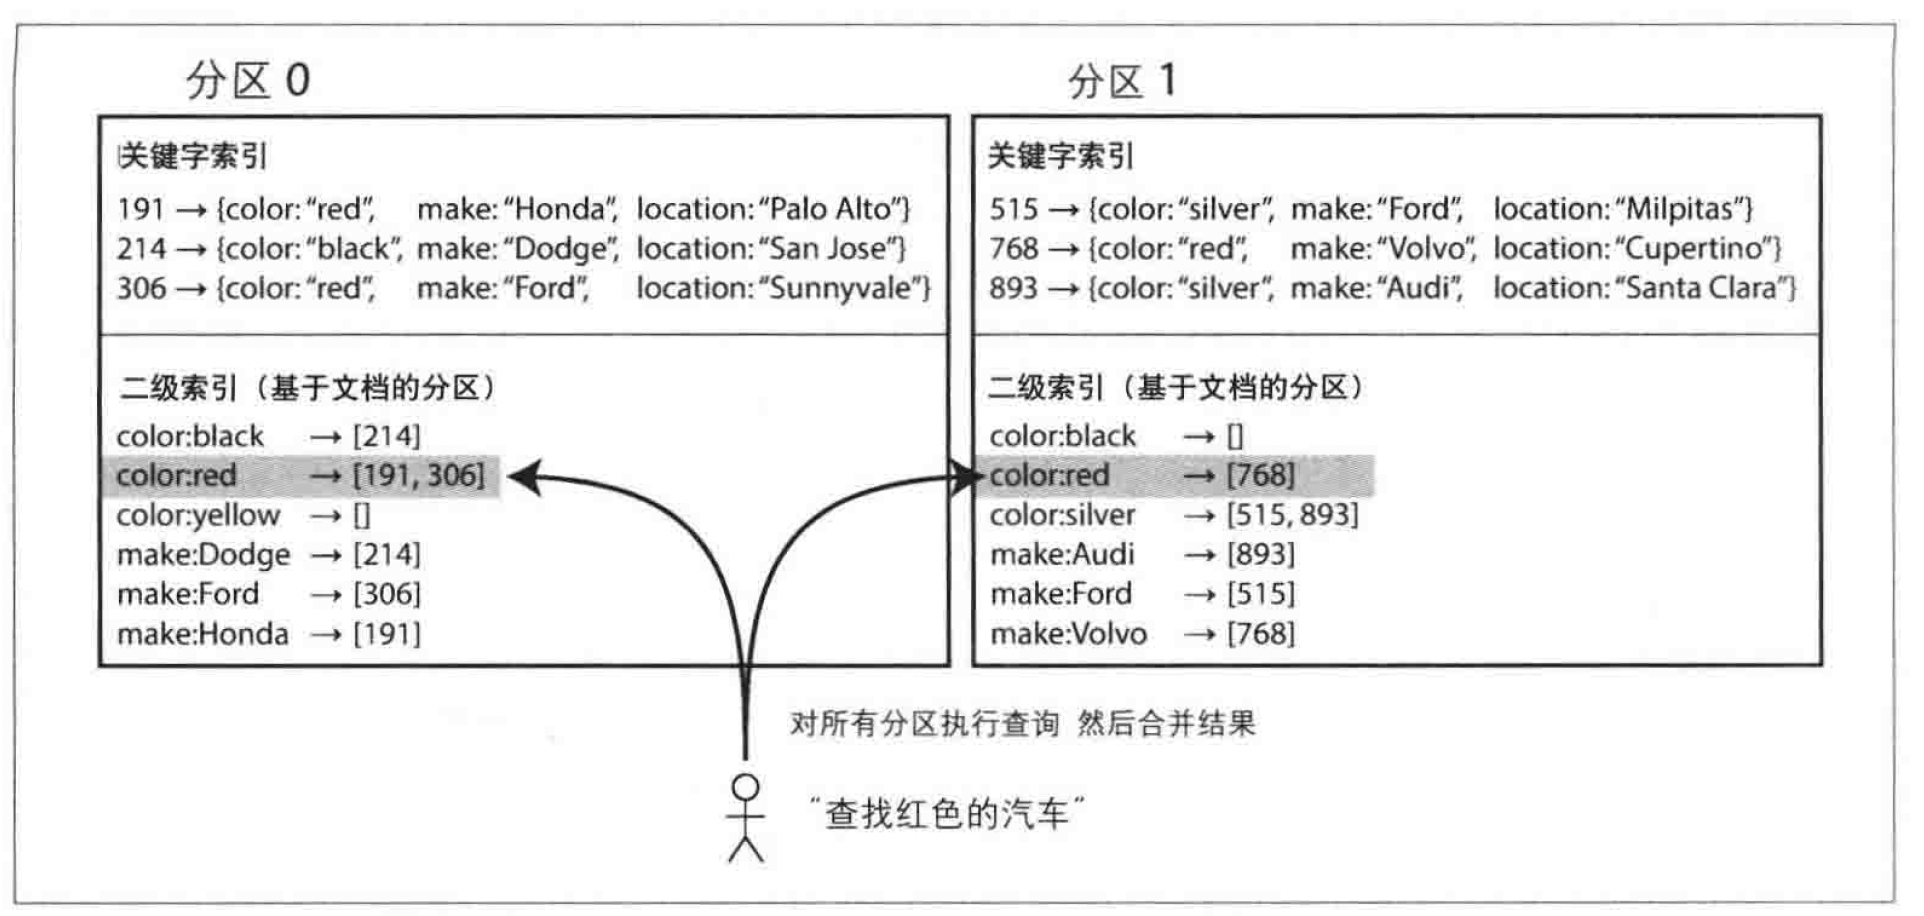 分区 0
关键字索引
191 → {color: “red”, make: “Honda”, location: “Palo Alto”}
214 → {color: “black”, make: “Dodge”, location: “San Jose”}
306 → {color: “red”, make: “Ford”, location: “Sunnyvale”}
二级索引（基于文档的分区）
color:black → [214]
color:red → [191, 306]
color:yellow → []
make:Dodge → [214]
make:Ford → [306]
make:Honda → [191]
分区 1
关键字索引
515 → {color: “silver”, make: “Ford”, location: “Milpitas”}
768 → {color: “red”, make: “Volvo”, location: “Cupertino”}
893 → {color: “silver”, make: “Audi”, location: “Santa Clara”}
二级索引（基于文档的分区）
color:black → []
color:red → [768]
color:silver → [515, 893]
make:Audi → [893]
make:Ford → [515]
make:Volvo → [768]
对所有分区执行查询 然后合并结果
“查找红色的汽车”